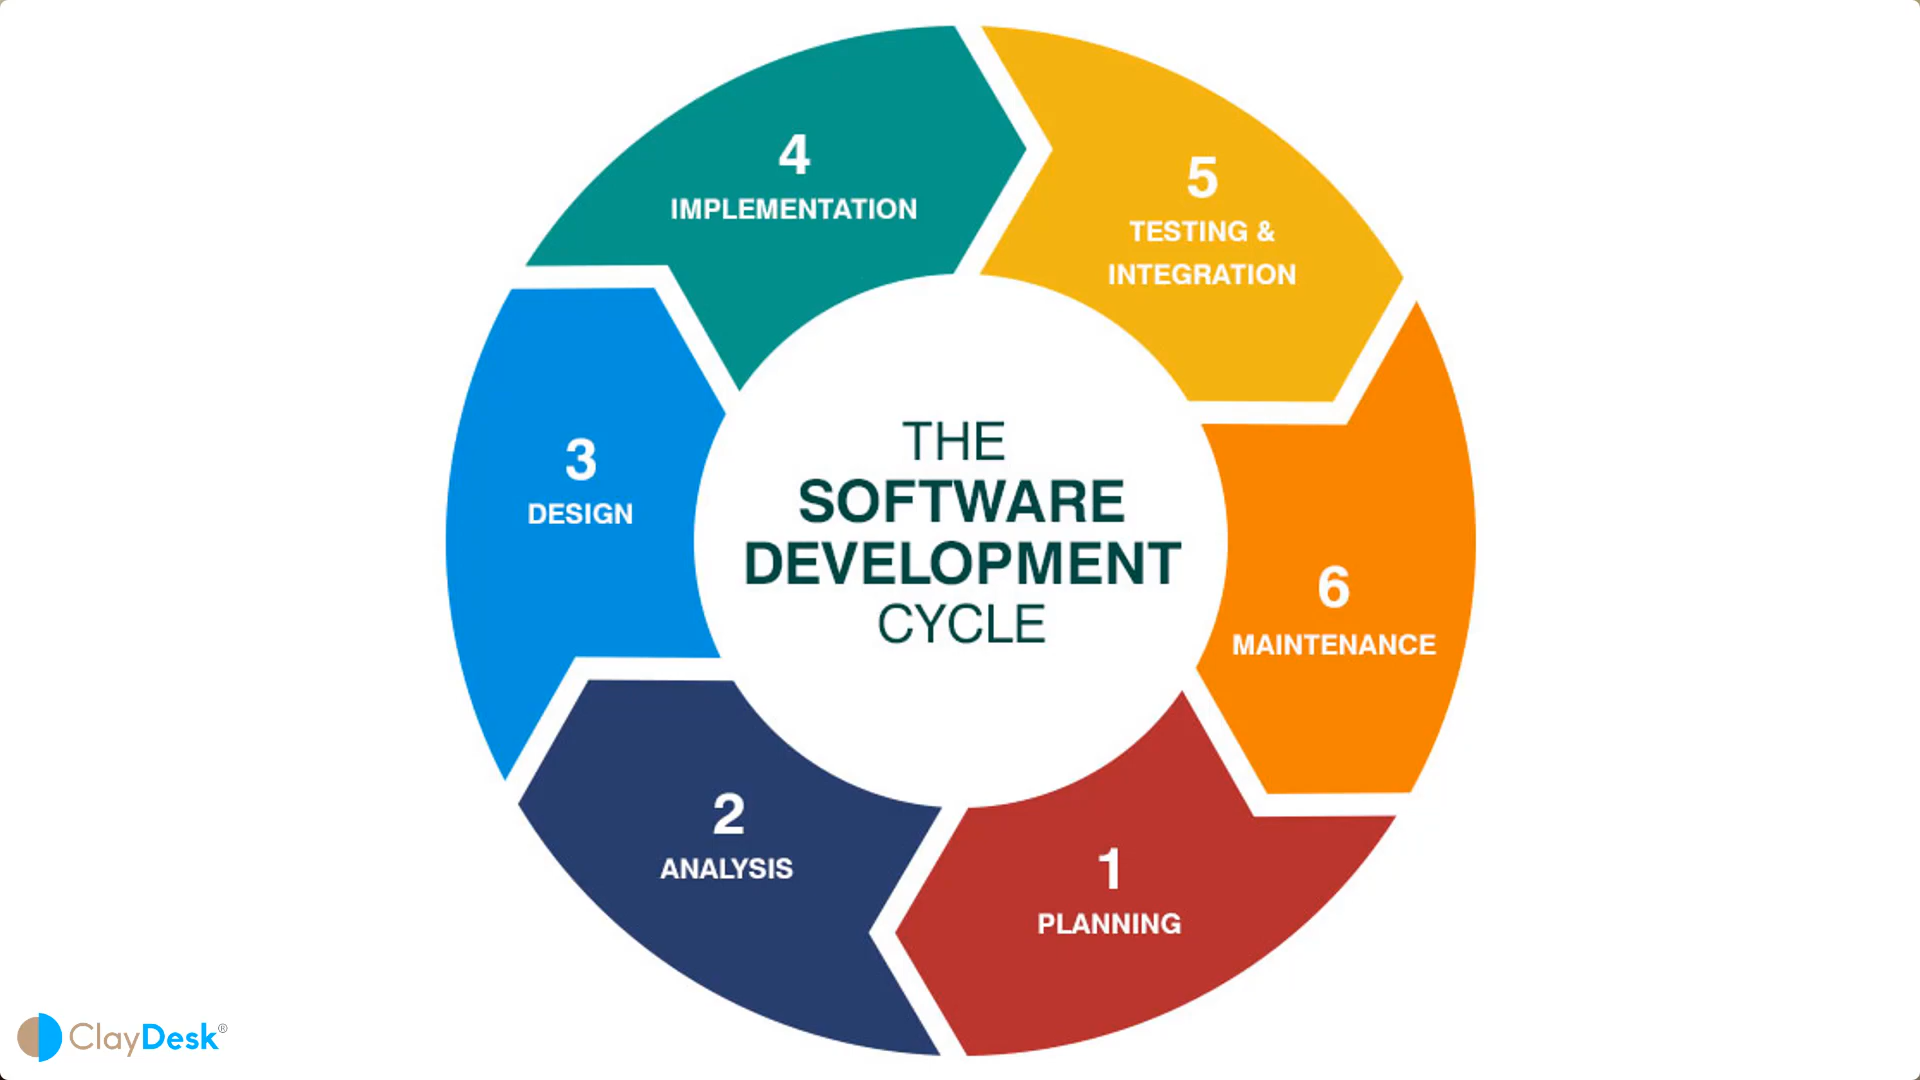 THE
SOFTWARE
DEVELOPMENT
CYCLE
1
PLANNING
2
ANALYSIS
3
DESIGN
4
IMPLEMENTATION
5
TESTING &
INTEGRATION
6
MAINTENANCE
ClayDesk®